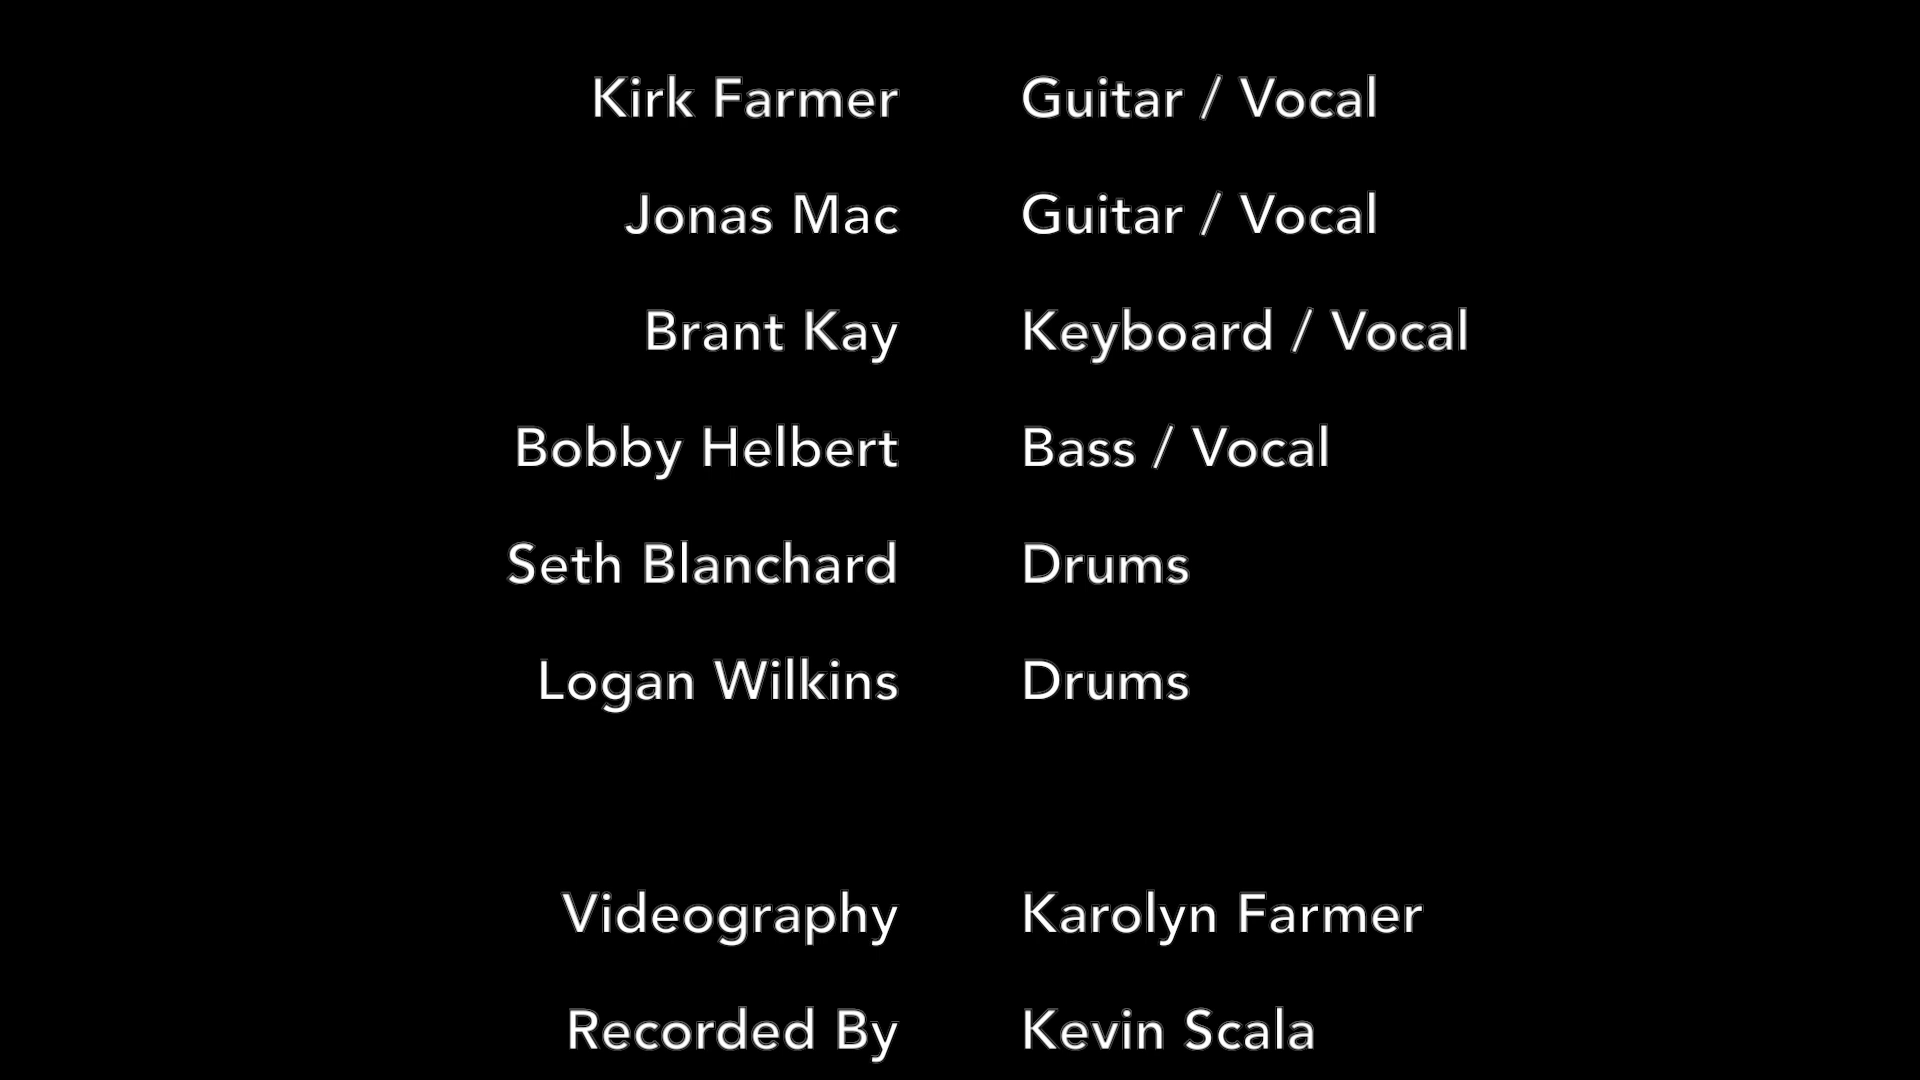 Kirk Farmer Guitar / Vocal
Jonas Mac Guitar / Vocal
Brant Kay Keyboard / Vocal
Bobby Helbert Bass / Vocal
Seth Blanchard Drums
Logan Wilkins Drums
Videography Karolyn Farmer
Recorded By Kevin Scala